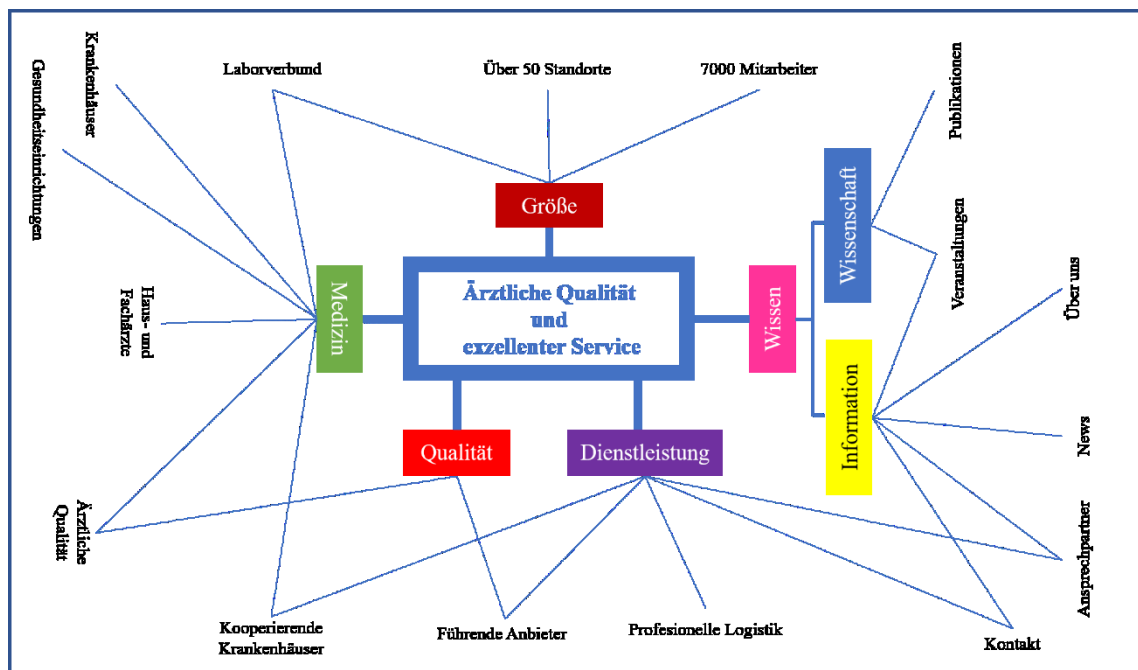 Krankenhäuser
Gesundheitseinrichtungen
Laborverbund
Über 50 Standorte
7000 Mitarbeiter
Publikationen
Größe
Wissenschaft
Veranstaltungen
Über uns
Haus- und
Fachärzte
Medizin
Ärztliche Qualität
und
exzellenter Service
Wissen
Information
News
Qualität
Dienstleistung
Ärztliche
Qualität
Ansprechpartner
Kooperierende
Krankenhäuser
Führende Anbieter
Profesionelle Logistik
Kontakt